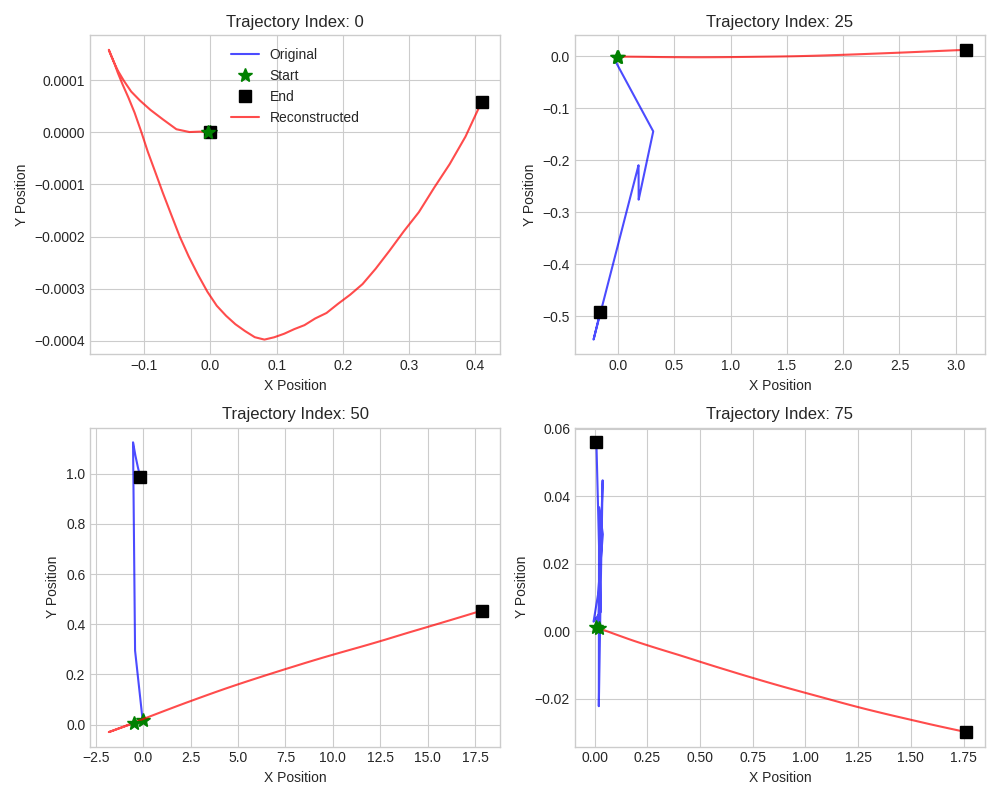 Trajectory Index: 0
Original
Start
End
Reconstructed
0.0001
0.0000
−0.0001
−0.0002
−0.0003
−0.0004
Y Position
−0.1 0.0 0.1 0.2 0.3 0.4
X Position
Trajectory Index: 25
0.0
−0.1
−0.2
−0.3
−0.4
−0.5
Y Position
0.0 0.5 1.0 1.5 2.0 2.5 3.0
X Position
Trajectory Index: 50
1.0
0.8
0.6
0.4
0.2
0.0
Y Position
−2.5 0.0 2.5 5.0 7.5 10.0 12.5 15.0 17.5
X Position
Trajectory Index: 75
0.06
0.04
0.02
0.00
−0.02
Y Position
0.00 0.25 0.50 0.75 1.00 1.25 1.50 1.75
X Position